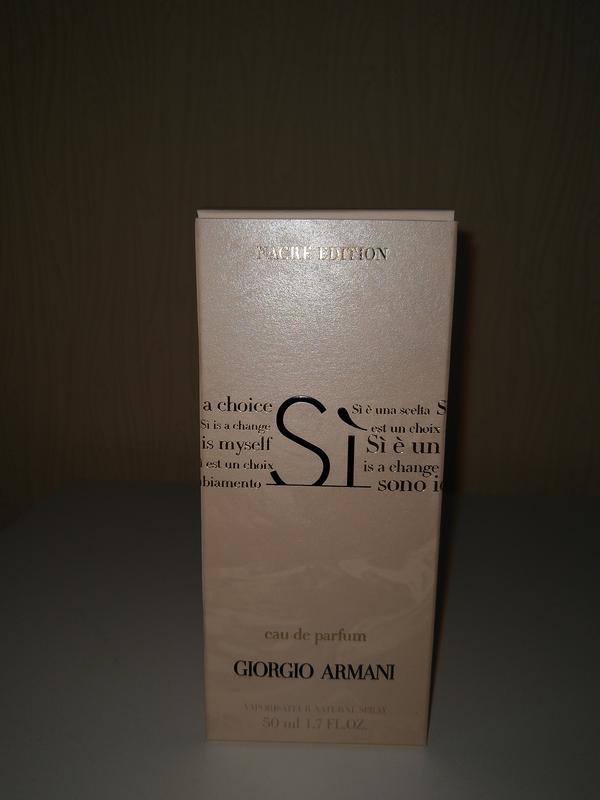 NACRE EDITION
a choice
Sì is a change
is myself
est un choix
biamento
Sì
Sì è una scelta S
est un choix
Sì è un
is a change
sono i
eau de parfum
GIORGIO ARMANI
VAPORISATEUR NATURAL SPRAY
50 ml 1.7 FL.OZ.